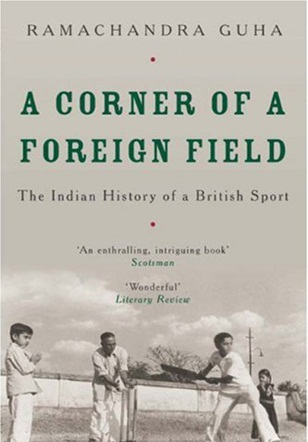 RAMACHANDRA GUHA
A CORNER OF A
FOREIGN FIELD
The Indian History of a British Sport
‘An enthralling, intriguing book’
Scotsman
‘Wonderful’
Literary Review